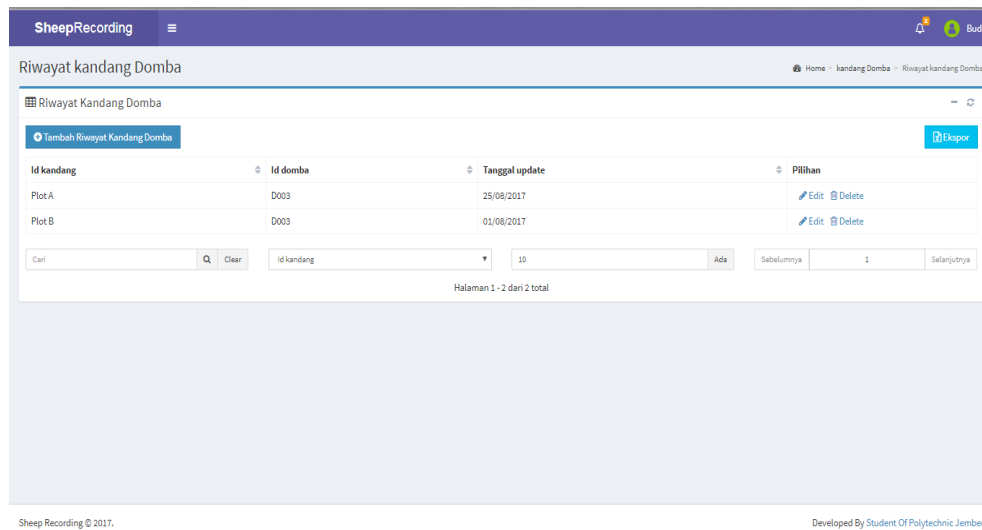 SheepRecording Bud
Riwayat kandang Domba Home > kandang Domba > Riwayat kandang Domba
Riwayat Kandang Domba
Tambah Riwayat Kandang Domba Ekspor
Id kandang Id domba Tanggal update Pilihan
Plot A D003 25/08/2017 Edit Delete
Plot B D003 01/08/2017 Edit Delete
Cari Clear Id kandang 10 Ada Sebelumnya 1 Selanjutnya
Halaman 1 - 2 dari 2 total
Sheep Recording © 2017. Developed By Student Of Polytechnic Jember